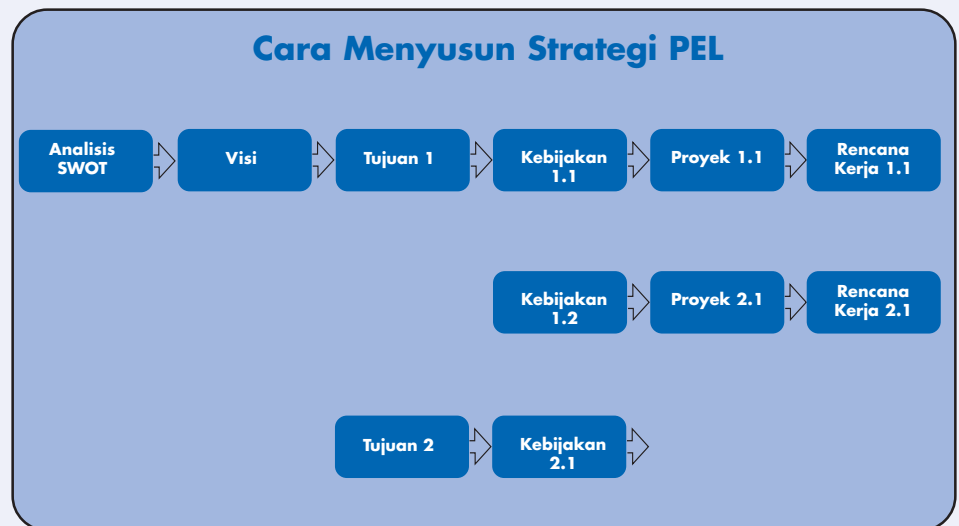 Cara Menyusun Strategi PEL
Analisis
SWOT
Visi
Tujuan 1
Kebijakan
1.1
Proyek 1.1
Rencana
Kerja 1.1
Kebijakan
1.2
Proyek 2.1
Rencana
Kerja 2.1
Tujuan 2
Kebijakan
2.1